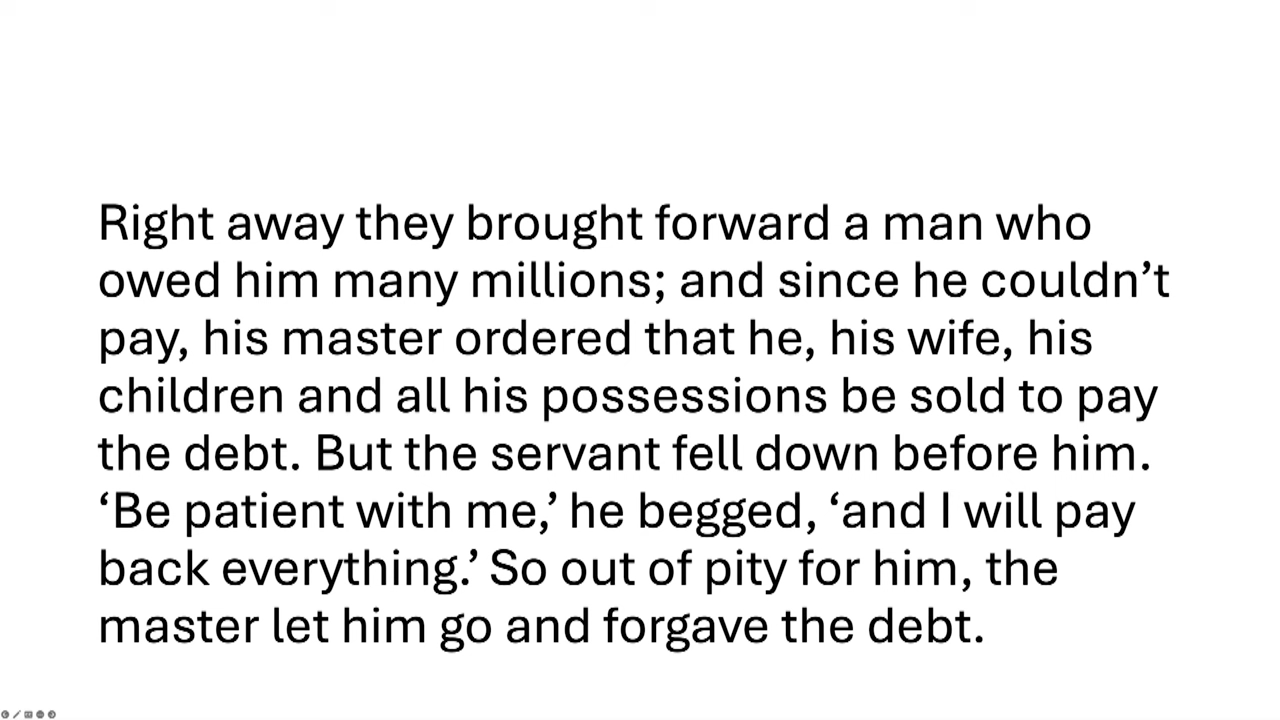 Right away they brought forward a man who
owed him many millions; and since he couldn’t
pay, his master ordered that he, his wife, his
children and all his possessions be sold to pay
the debt. But the servant fell down before him.
‘Be patient with me,’ he begged, ‘and I will pay
back everything.’ So out of pity for him, the
master let him go and forgave the debt.